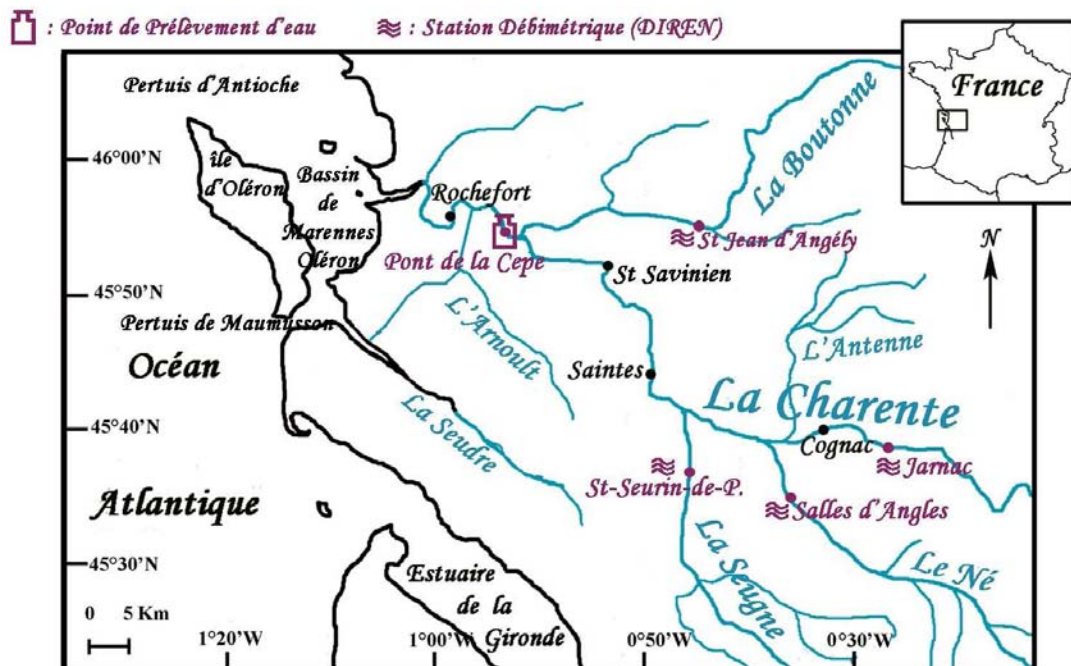 : Point de Prélèvement d'eau
: Station Débimétrique (DIREN)
Pertuis d'Antioche
France
La Boutonne
46°00'N
île
d'Oléron
Bassin
de
Marennes
Oléron
Rochefort
St Jean d'Angély
Pont de la Cepe
St Savinien
N
45°50'N
Pertuis de Maumusson
L'Arnoult
L'Antenne
Océan
Saintes
La Charente
La Seudre
45°40'N
Cognac
Jarnac
St-Seurin-de-P.
Atlantique
Salles d'Angles
45°30'N
Estuaire
de la
Gironde
La Seugne
Le Né
0 5 Km
1°20'W
1°00'W
0°50'W
0°30'W